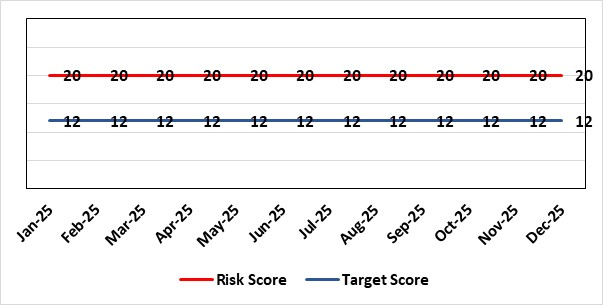 20 20 20 20 20 20 20 20 20 20 20 20
12 12 12 12 12 12 12 12 12 12 12 12
Jan-25 Feb-25 Mar-25 Apr-25 May-25 Jun-25 Jul-25 Aug-25 Sep-25 Oct-25 Nov-25 Dec-25
Risk Score Target Score